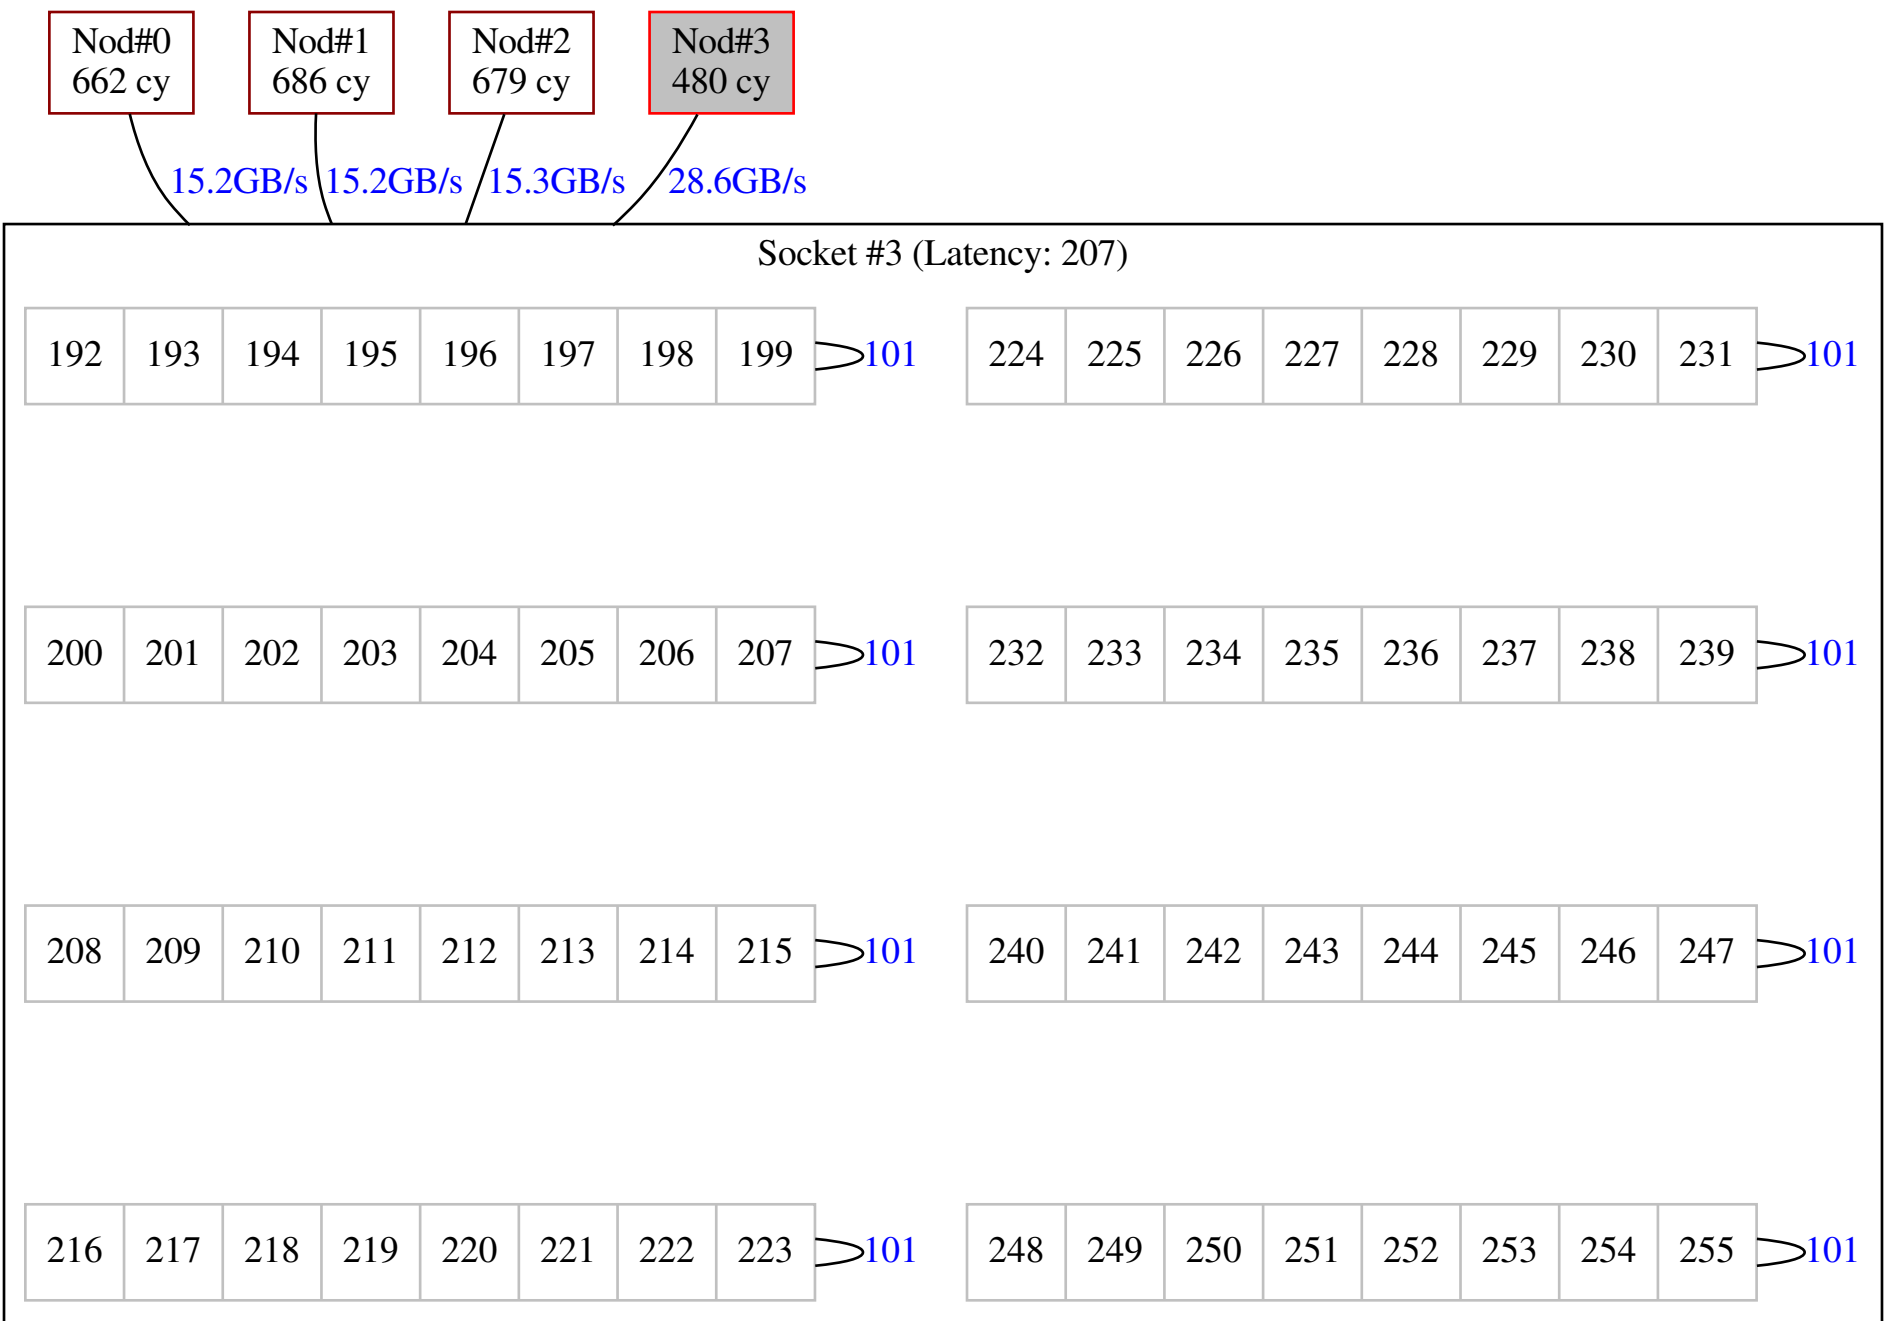 Nod#0 Nod#1 Nod#2 Nod#3
662 cy 686 cy 679 cy 480 cy
15.2GB/s 15.2GB/s 15.3GB/s 28.6GB/s
Socket #3 (Latency: 207)
192 193 194 195 196 197 198 199 101 224 225 226 227 228 229 230 231 101
200 201 202 203 204 205 206 207 101 232 233 234 235 236 237 238 239 101
208 209 210 211 212 213 214 215 101 240 241 242 243 244 245 246 247 101
216 217 218 219 220 221 222 223 101 248 249 250 251 252 253 254 255 101